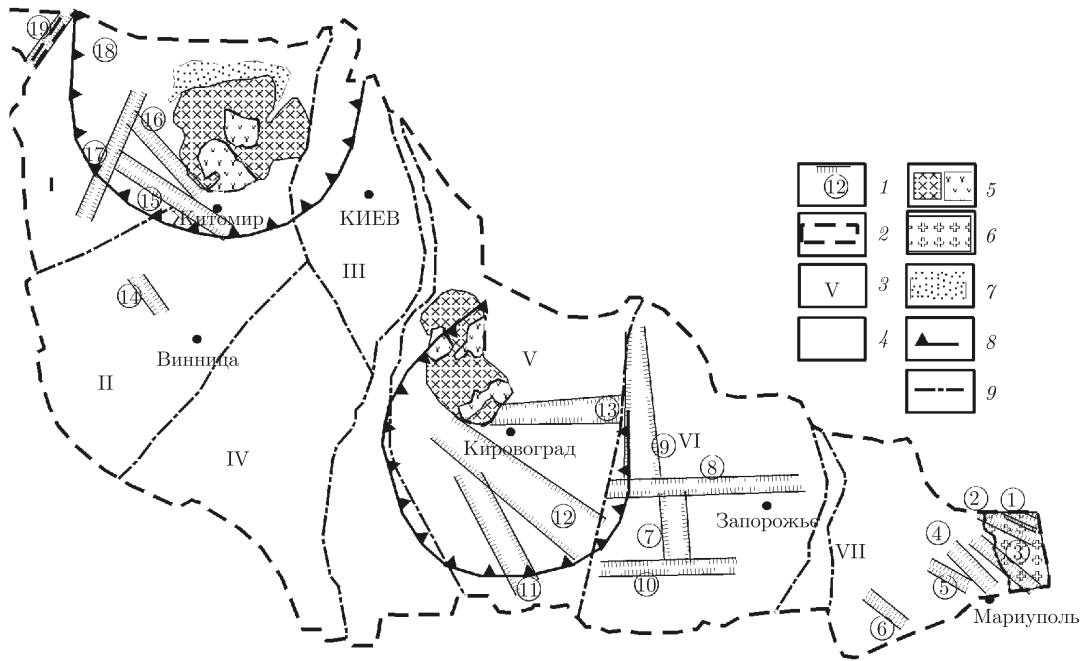 19
18
16
17
15
Житомир
КИЕВ
I
III
14
Винница
II
IV
V
13
Кировоград
9
VI
8
12
7
Запорожье
11
10
VII
2
1
4
3
5
6
Мариуполь
12 1
2
V 3
4
5
6
7
8
9